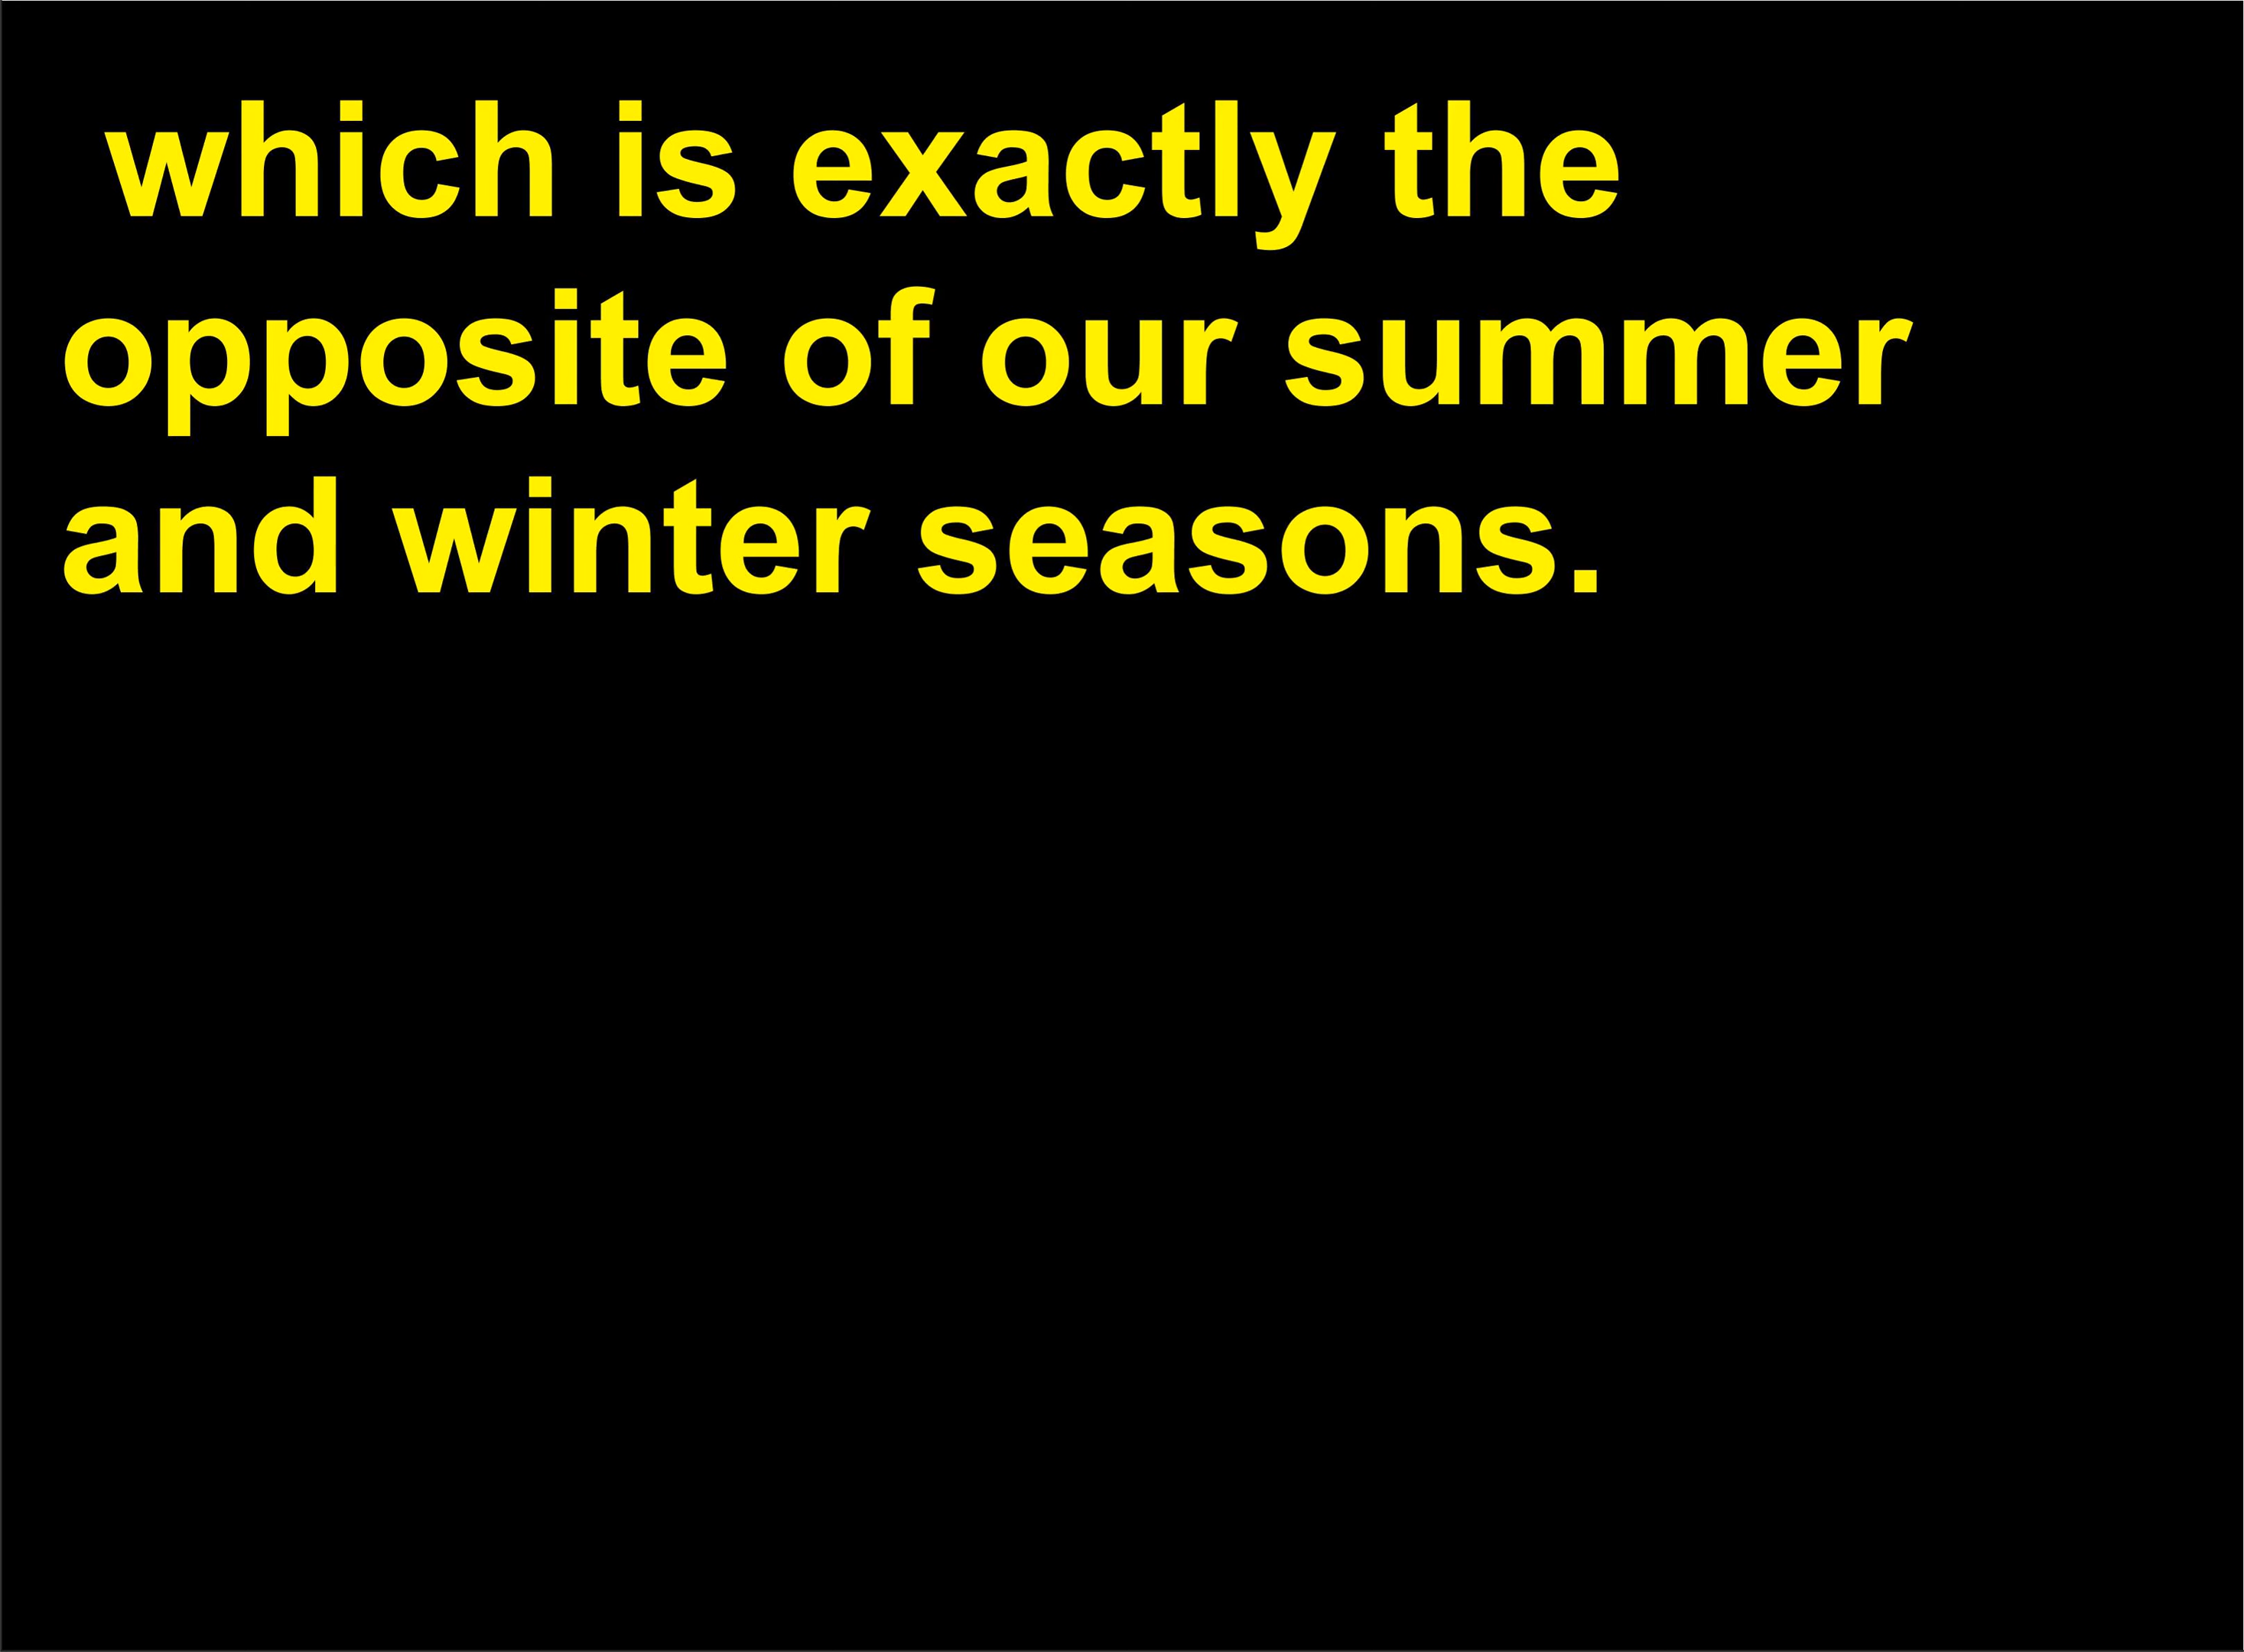 which is exactly the
opposite of our summer
and winter seasons.